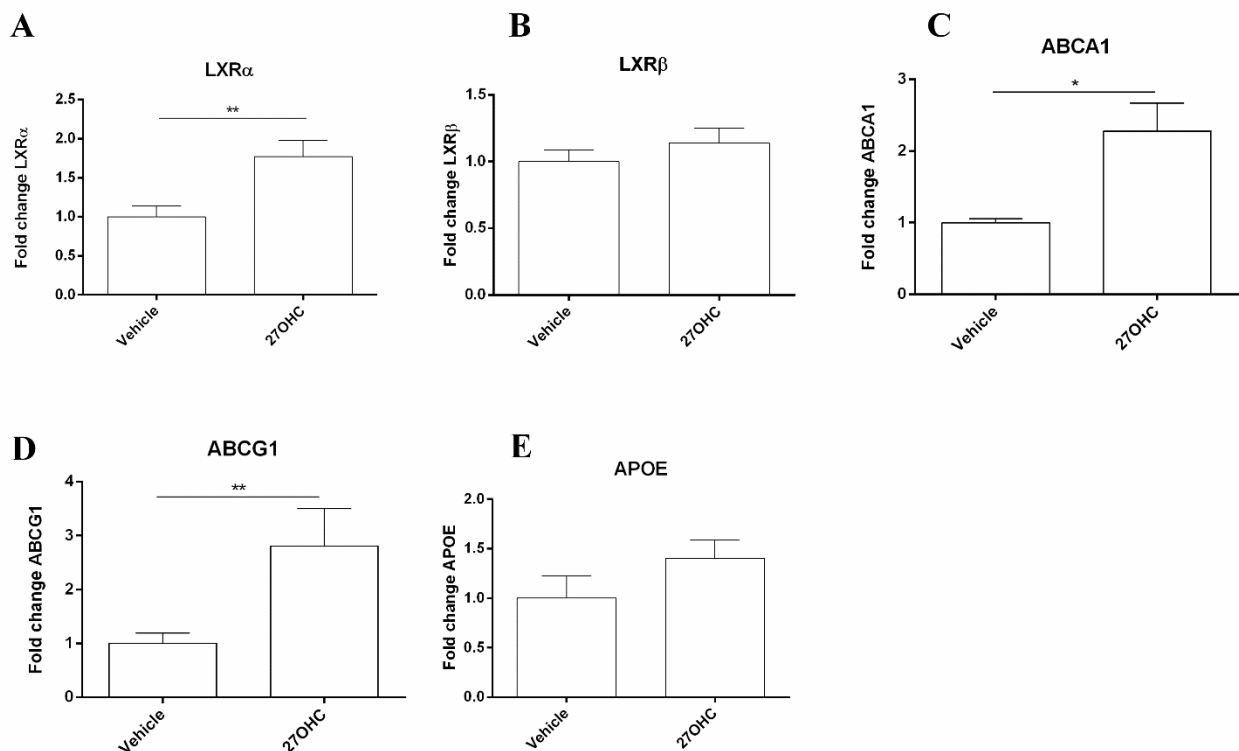 A
LXRα
Fold change LXRα
2.5
2.0
1.5
1.0
0.5
0.0
**
Vehicle
27OHC
B
LXRβ
Fold change LXRβ
1.5
1.0
0.5
0.0
Vehicle
27OHC
C
ABCA1
Fold change ABCA1
3
2
1
0
*
Vehicle
27OHC
D
ABCG1
Fold change ABCG1
4
3
2
1
0
**
Vehicle
27OHC
E
APOE
Fold change APOE
2.0
1.5
1.0
0.5
0.0
Vehicle
27OHC